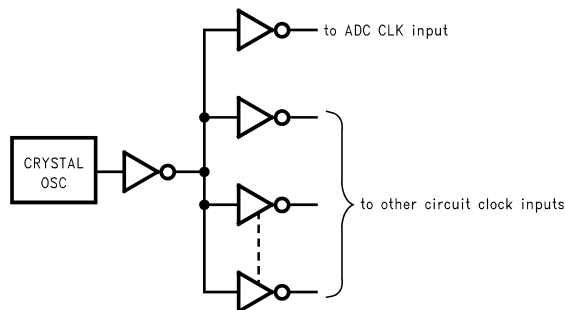 to ADC CLK input
CRYSTAL
OSC
to other circuit clock inputs